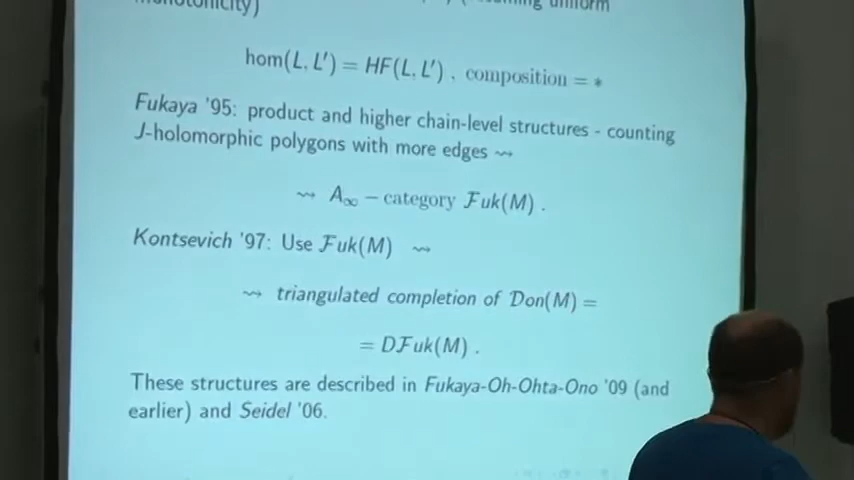 uniform
monotonicity)
hom(L, L′) = HF(L, L′) , composition = ∗
Fukaya '95: product and higher chain-level structures - counting
J-holomorphic polygons with more edges ⇝
⇝ A∞ − category Fuk(M) .
Kontsevich '97: Use Fuk(M) ⇝
⇝ triangulated completion of Don(M) =
= DFuk(M) .
These structures are described in Fukaya-Oh-Ohta-Ono '09 (and
earlier) and Seidel '06.